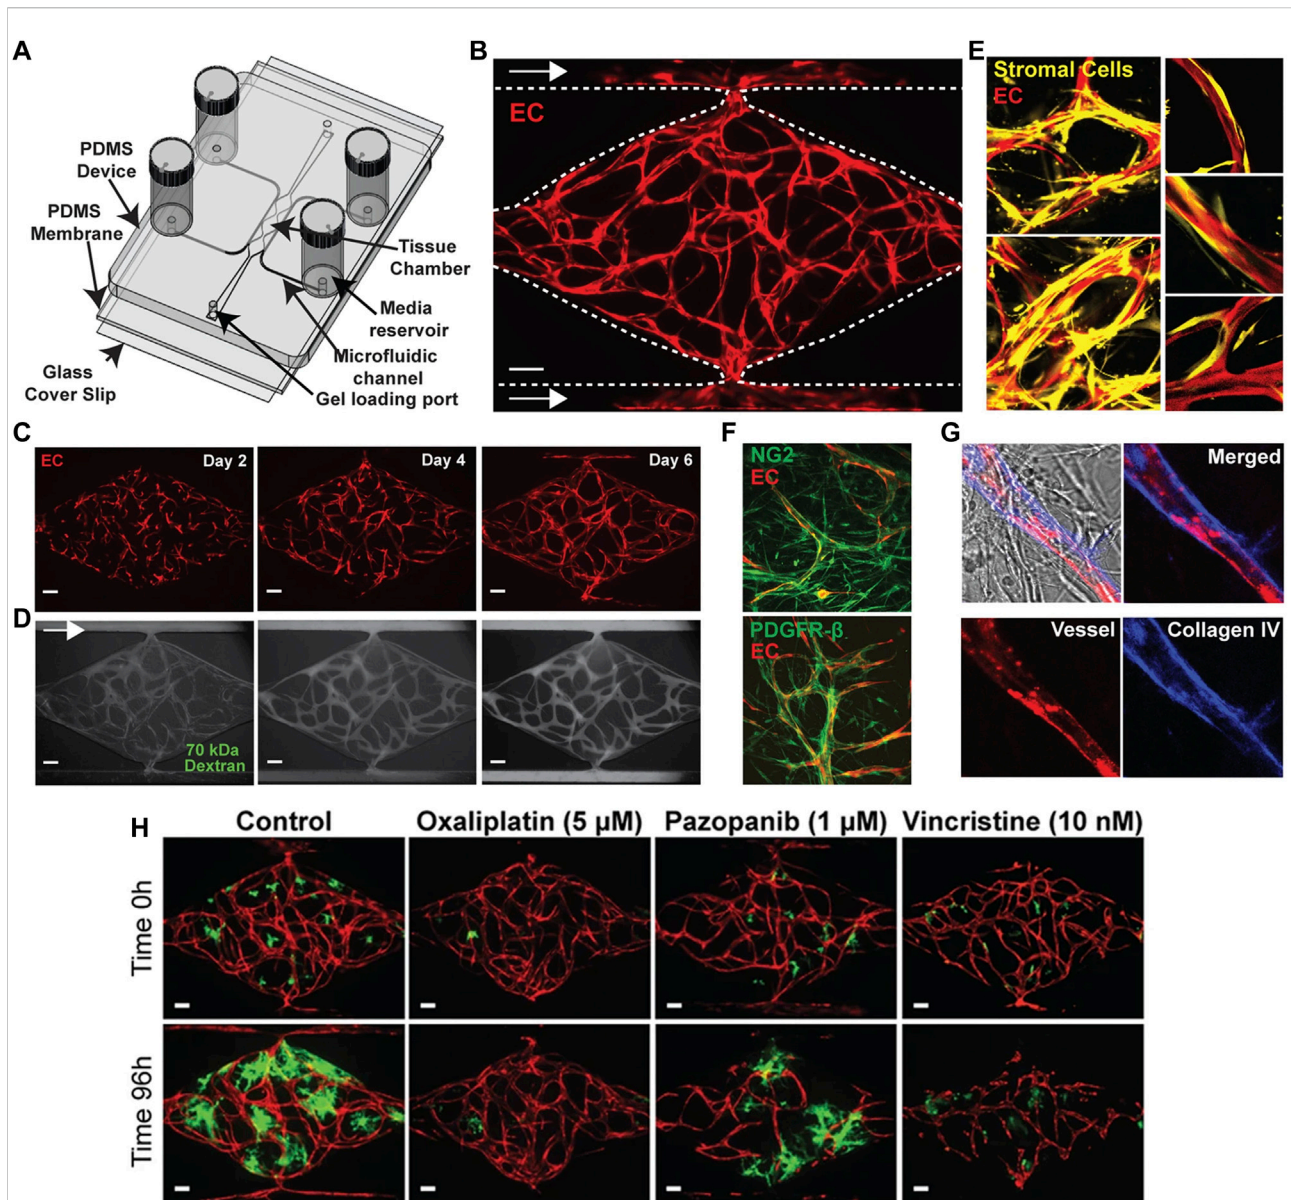 A
PDMS
Device
PDMS
Membrane
Glass
Cover Slip
Tissue
Chamber
Media
reservoir
Microfluidic
channel
Gel loading port
B
EC
E
Stromal Cells
EC
C
EC
Day 2
Day 4
Day 6
D
70 kDa
Dextran
F
NG2
EC
PDGFR-β
EC
G
Merged
Vessel
Collagen IV
H
Control
Oxaliplatin (5 μM)
Pazopanib (1 μM)
Vincristine (10 nM)
Time 0h
Time 96h